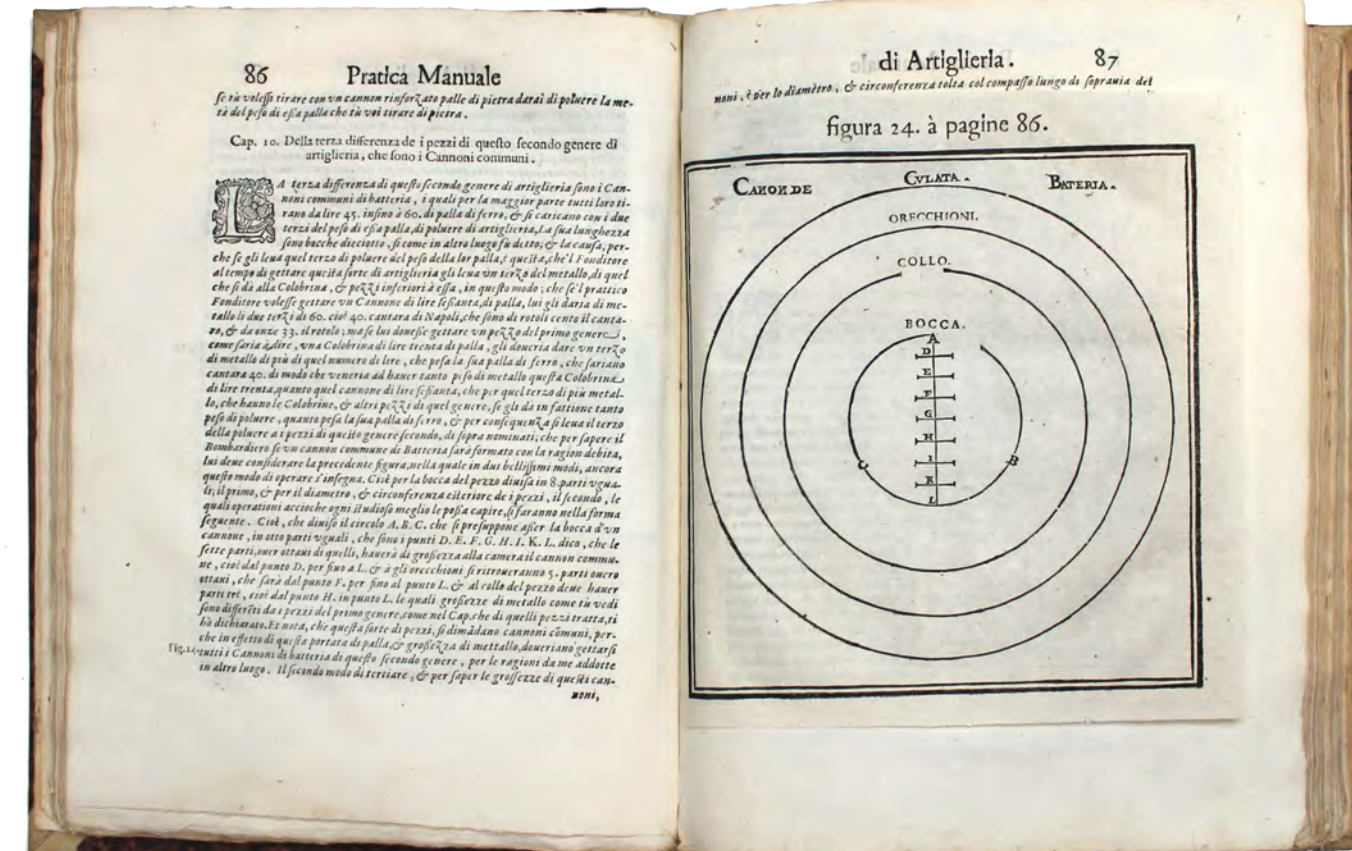 86 Pratica Manuale
ſe tù voleſſi tirare con vn cannon rinforzato palle di pietra darai di poluere la me-
tà del peſo di eſſa palla che tù voi tirare di pietra.
Cap. 10. Della terza differenza de i pezzi di queſto ſecondo genere di
artiglieria, che ſono i Cannoni communi.
LA terza differenza di queſto ſecondo genere di artiglieria ſono i Can-
noni communi di batteria, i quali per la maggior parte tutti loro ti-
rano da lire 45. inſino à 60. di palla di ferro, & ſi caricano con i due
terzi del peſo di eſſa palla, di poluere di artiglieria, La ſua lunghezza
ſono bocche dieciotto, ſi come in altro luogo fù detto; & la cauſa, per-
che ſe gli leua quel terzo di poluere del peſo della lor palla, è queſta, che'l Fonditore
al tempo di gettare queſta ſorte di artiglieria gli leua vn terzo del metallo, di quel
che ſi dà alla Colobrina, & pezzi inferiori à eſſa, in queſto modo; che ſe'l prattico
Fonditore voleſſe gettare vn Cannone di lire ſeſſanta, di palla, lui gli daria di me-
tallo li due terzi di 60. cioè 40. cantara di Napoli, che ſono di rotoli cento il canta-
ro, & da onze 33. il rotolo; ma ſe lui doueſſe gettare vn pezzo del primo genere,
come ſaria à dire, vna Colobrina di lire trenta di palla, gli doucria dare vn terzo
di metallo di più di quel numero di lire, che peſa la ſua palla di ferro, che ſariano
cantara 40. di modo che veneria ad hauer tanto peſo di metallo queſta Colobrina
di lire trenta, quanto quel cannone di lire ſeſſanta, che per quel terzo di più metal-
lo, che hanno le Colobrine, & altri pezzi di quel genere, ſe gli dà in fattione tanto
peſo di poluere, quanto peſa la ſua palla di ferro, & per conſequenza ſi leua il terzo
della poluere a i pezzi di queſto genere ſecondo, di ſopra nominati; che per ſapere il
Bombardiero ſe vn cannon commune di Batteria ſarà formato con la ragion debita,
lui deue conſiderare la precedente figura, nella quale in dui belliſſimi modi, ancora
queſto modo di operare s'inſegna. Cioè per la bocca del pezzo diuiſa in 8. parti vgua-
li; il primo, & per il diametro, & circonferenza eſteriore de i pezzi, il ſecondo, le
quali operationi accioche ogni ſtudioſo meglio le poſſa capire, ſi faranno nella forma
ſeguente. Cioè, che diuiſo il circolo A. B. C. che ſi preſuppone aſſer la bocca d'vn
cannone, in otto parti vguali, che ſono i punti D. E. F. G. H. I. K. L. dico, che le
ſette parti, ouer ottaui di quelli, hauerà di groſſezza alla camera il cannon commu-
ne, cioè dal punto D. per fino a L. & a gli orecchioni ſi ritroueranno 5. parti ouero
ottaui, che ſarà dal punto F. per fino al punto L. & al collo del pezzo deue hauer
parti trè, cioè dal punto H. in punto L. le quali groſſezze di metallo come tù vedi
ſono differēti da i pezzi del primo genere, come nel Cap. che di quelli pezzi tratta, ti
hò dichiarato. Et nota, che queſta ſorte di pezzi, ſi dimādano cannoni cōmuni, per-
che in effetto di queſta portata di palla, & groſſezza di mettallo, doueriano gettarſi
Fig. 24. tutti i Cannoni di batteria di queſto ſecondo genere, per le ragioni da me addotte
in altro luogo. Il ſecondo modo di tertiare, & per ſaper le groſſezze di queſti can-
noni,
di Artiglieria. 87
noni, è per lo diamètro, & circonferenza tolta col compaſſo lungo di ſoprauia del
figura 24. à pagine 86.
CANON DE CVLATA. BATERIA.
ORECCHIONI.
COLLO.
BOCCA.
A
D
E
F
G
H
I
C B
K
L